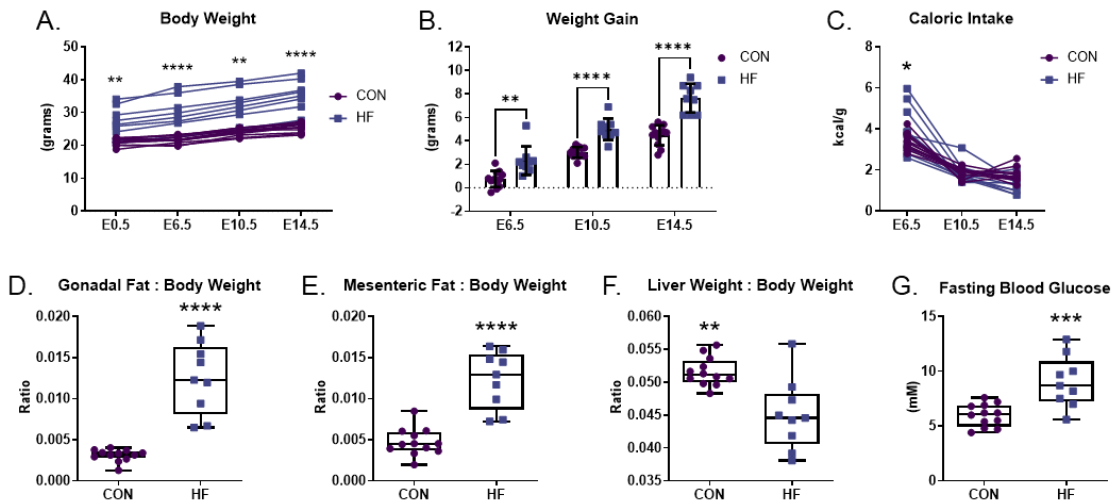 A. Body Weight
(grams)
50
40
30
20
10
0
**
****
**
****
CON
HF
E0.5 E6.5 E10.5 E14.5
B. Weight Gain
(grams)
12
10
8
6
4
2
0
-2
**
****
****
CON
HF
E6.5 E10.5 E14.5
C. Caloric Intake
kcal/g
8
6
4
2
0
*
CON
HF
E6.5 E10.5 E14.5
D. Gonadal Fat : Body Weight
Ratio
0.020
0.015
0.010
0.005
0.000
****
CON HF
E. Mesenteric Fat : Body Weight
Ratio
0.020
0.015
0.010
0.005
0.000
****
CON HF
F. Liver Weight : Body Weight
Ratio
0.060
0.055
0.050
0.045
0.040
0.035
**
CON HF
G. Fasting Blood Glucose
(mM)
15
10
5
0
***
CON HF